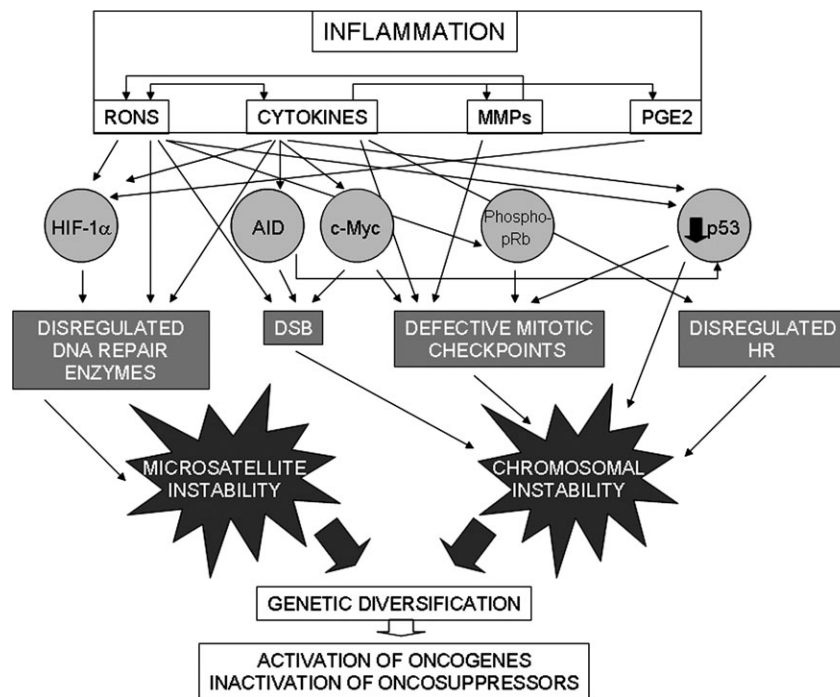 INFLAMMATION
RONS
CYTOKINES
MMPs
PGE2
HIF-1α
AID
c-Myc
Phospho-
pRb
p53
DISREGULATED
DNA REPAIR
ENZYMES
DSB
DEFECTIVE MITOTIC
CHECKPOINTS
DISREGULATED
HR
MICROSATELLITE
INSTABILITY
CHROMOSOMAL
INSTABILITY
GENETIC DIVERSIFICATION
ACTIVATION OF ONCOGENES
INACTIVATION OF ONCOSUPPRESSORS